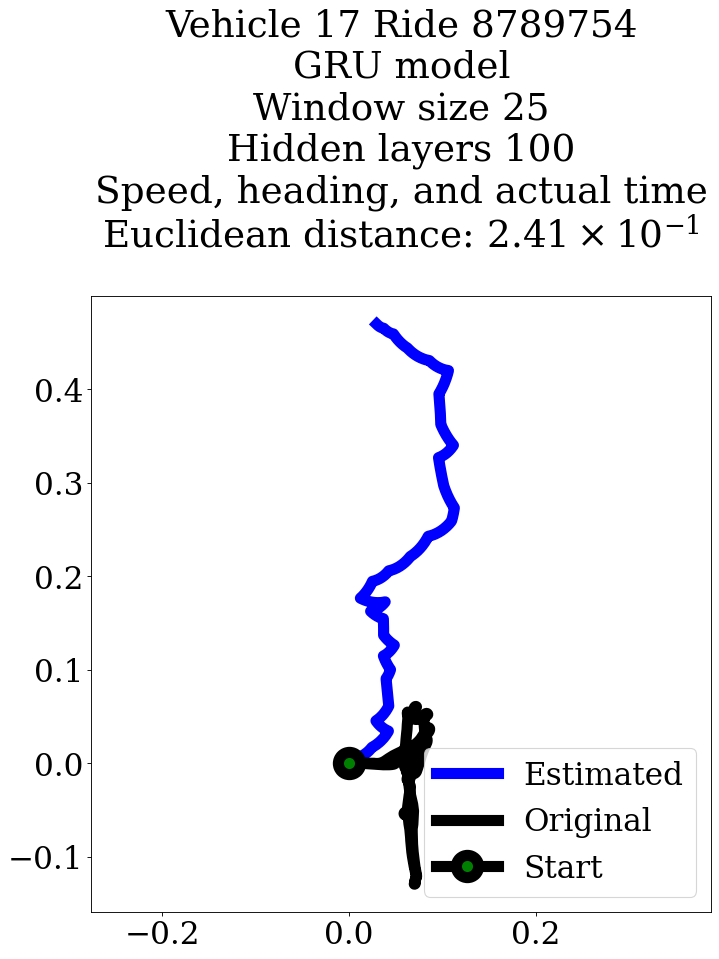 Vehicle 17 Ride 8789754
GRU model
Window size 25
Hidden layers 100
Speed, heading, and actual time
Euclidean distance: 2.41 × 10⁻¹
0.4
0.3
0.2
0.1
0.0
−0.1
Estimated
Original
Start
−0.2 0.0 0.2